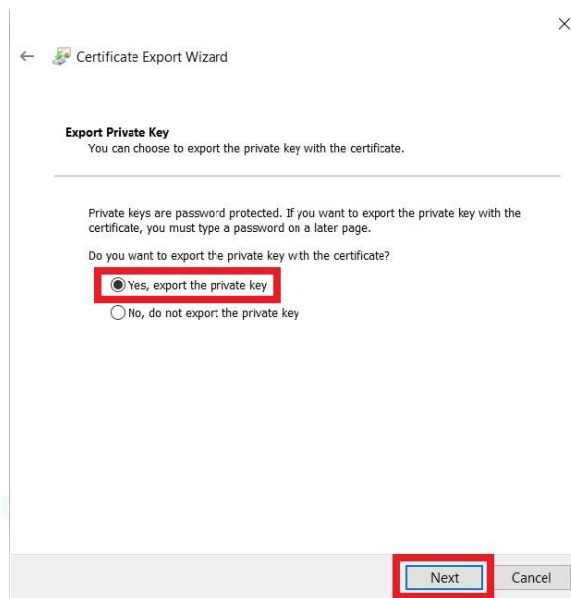 Certificate Export Wizard
Export Private Key
You can choose to export the private key with the certificate.
Private keys are password protected. If you want to export the private key with the
certificate, you must type a password on a later page.
Do you want to export the private key with the certificate?
Yes, export the private key
No, do not export the private key
Next
Cancel